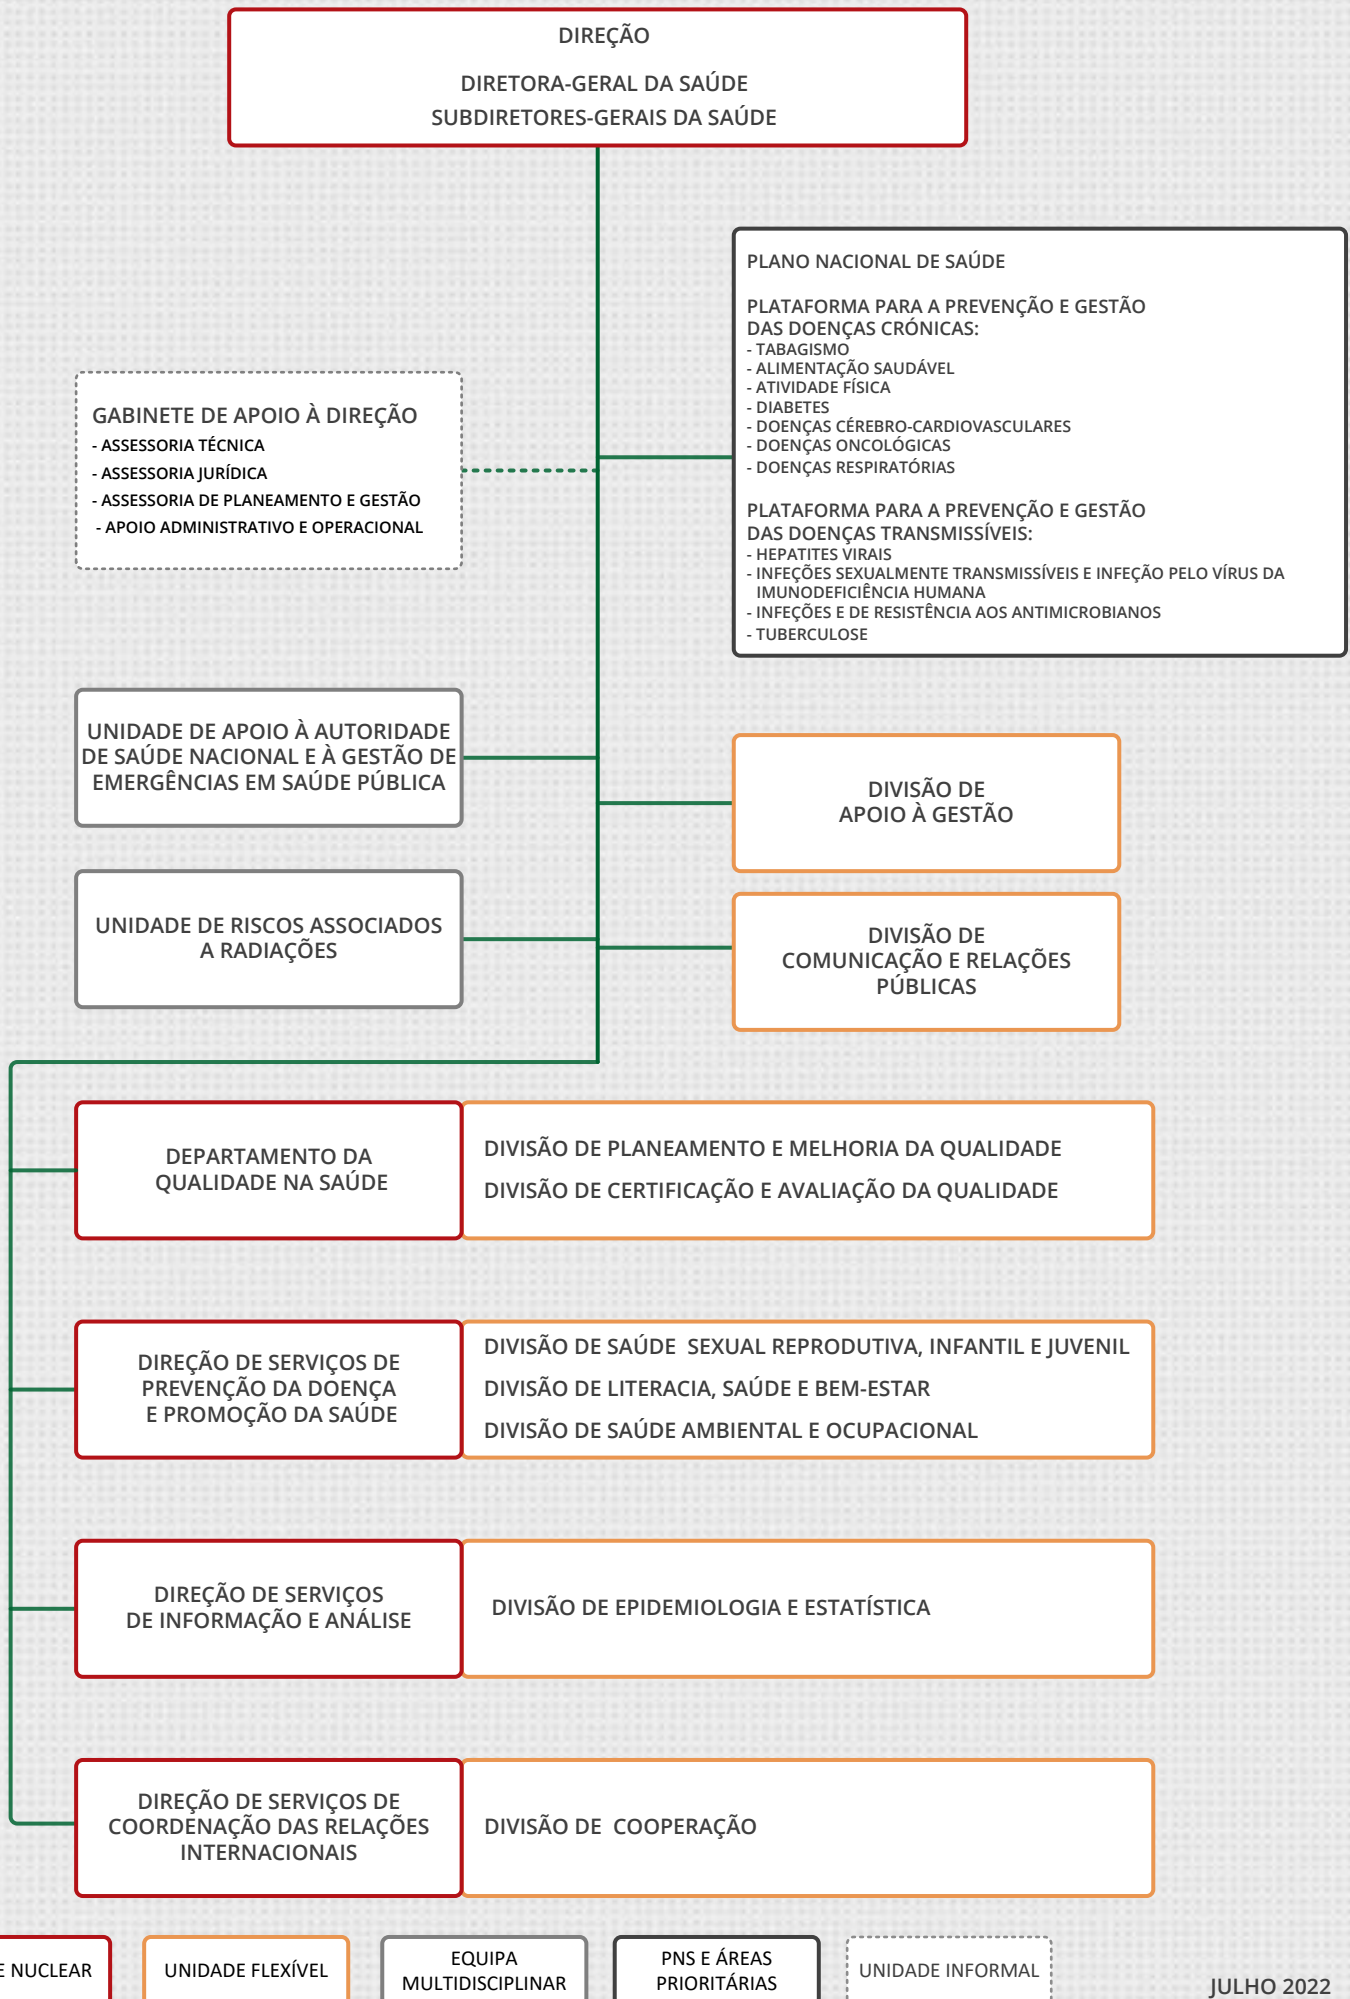 DIREÇÃO
DIRETORA-GERAL DA SAÚDE
SUBDIRETORES-GERAIS DA SAÚDE
PLANO NACIONAL DE SAÚDE
PLATAFORMA PARA A PREVENÇÃO E GESTÃO
DAS DOENÇAS CRÓNICAS:
- TABAGISMO
- ALIMENTAÇÃO SAUDÁVEL
- ATIVIDADE FÍSICA
- DIABETES
- DOENÇAS CÉREBRO-CARDIOVASCULARES
- DOENÇAS ONCOLÓGICAS
- DOENÇAS RESPIRATÓRIAS
PLATAFORMA PARA A PREVENÇÃO E GESTÃO
DAS DOENÇAS TRANSMISSÍVEIS:
- HEPATITES VIRAIS
- INFEÇÕES SEXUALMENTE TRANSMISSÍVEIS E INFEÇÃO PELO VÍRUS DA
IMUNODEFICIÊNCIA HUMANA
- INFEÇÕES E DE RESISTÊNCIA AOS ANTIMICROBIANOS
- TUBERCULOSE
GABINETE DE APOIO À DIREÇÃO
- ASSESSORIA TÉCNICA
- ASSESSORIA JURÍDICA
- ASSESSORIA DE PLANEAMENTO E GESTÃO
- APOIO ADMINISTRATIVO E OPERACIONAL
UNIDADE DE APOIO À AUTORIDADE
DE SAÚDE NACIONAL E À GESTÃO DE
EMERGÊNCIAS EM SAÚDE PÚBLICA
DIVISÃO DE
APOIO À GESTÃO
UNIDADE DE RISCOS ASSOCIADOS
A RADIAÇÕES
DIVISÃO DE
COMUNICAÇÃO E RELAÇÕES
PÚBLICAS
DEPARTAMENTO DA
QUALIDADE NA SAÚDE
DIVISÃO DE PLANEAMENTO E MELHORIA DA QUALIDADE
DIVISÃO DE CERTIFICAÇÃO E AVALIAÇÃO DA QUALIDADE
DIREÇÃO DE SERVIÇOS DE
PREVENÇÃO DA DOENÇA
E PROMOÇÃO DA SAÚDE
DIVISÃO DE SAÚDE SEXUAL REPRODUTIVA, INFANTIL E JUVENIL
DIVISÃO DE LITERACIA, SAÚDE E BEM-ESTAR
DIVISÃO DE SAÚDE AMBIENTAL E OCUPACIONAL
DIREÇÃO DE SERVIÇOS
DE INFORMAÇÃO E ANÁLISE
DIVISÃO DE EPIDEMIOLOGIA E ESTATÍSTICA
DIREÇÃO DE SERVIÇOS DE
COORDENAÇÃO DAS RELAÇÕES
INTERNACIONAIS
DIVISÃO DE COOPERAÇÃO
E NUCLEAR
UNIDADE FLEXÍVEL
EQUIPA
MULTIDISCIPLINAR
PNS E ÁREAS
PRIORITÁRIAS
UNIDADE INFORMAL
JULHO 2022